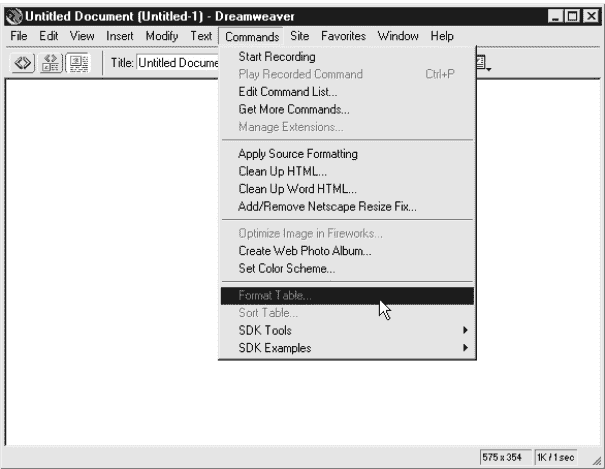 Untitled Document (Untitled-1) - Dreamweaver
File Edit View Insert Modify Text Commands Site Favorites Window Help
Title: Untitled Docume
Start Recording
Play Recorded Command Ctrl+P
Edit Command List...
Get More Commands...
Manage Extensions...
Apply Source Formatting
Clean Up HTML...
Clean Up Word HTML...
Add/Remove Netscape Resize Fix...
Optimize Image in Fireworks...
Create Web Photo Album...
Set Color Scheme...
Format Table...
Sort Table...
SDK Tools
SDK Examples
575 x 354 1K / 1 sec